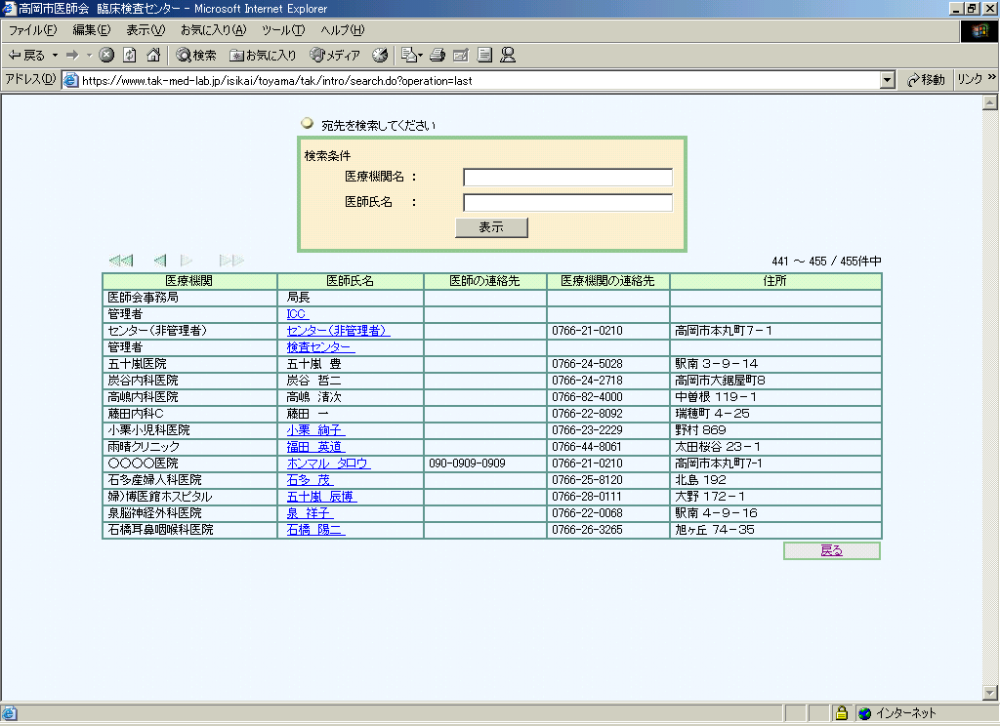 高岡市医師会 臨床検査センター - Microsoft Internet Explorer
ファイル(F) 編集(E) 表示(V) お気に入り(A) ツール(T) ヘルプ(H)
戻る 検索 お気に入り メディア
アドレス(D) https://www.tak-med-lab.jp/isikai/toyama/tak/intro/search.do?operation=last 移動 リンク »
宛先を検索してください
検索条件
医療機関名 :
医師氏名 :
表示
441 ～ 455 / 455件中
医療機関 医師氏名 医師の連絡先 医療機関の連絡先 住所
医師会事務局 局長
管理者 ICC
センター(非管理者) センター(非管理者) 0766-21-0210 高岡市本丸町7-1
管理者 検査センター
五十嵐医院 五十嵐 豊 0766-24-5028 駅南 3-9-14
炭谷内科医院 炭谷 哲二 0766-24-2718 高岡市大鋸屋町8
高嶋内科医院 高嶋 清次 0766-82-4000 中曽根 119-1
藤田内科C 藤田 一 0766-22-8092 瑞穂町 4-25
小栗小児科医院 小栗 絢子 0766-23-2229 野村 869
雨晴クリニック 福田 英道 0766-44-8061 太田桜谷 23-1
〇〇〇〇医院 ホンマル タロウ 090-0909-0909 0766-21-0210 高岡市本丸町7-1
石多産婦人科医院 石多 茂 0766-25-8120 北島 192
婦)博医館ホスピタル 五十嵐 辰博 0766-28-0111 大野 172-1
泉脳神経外科医院 泉 祥子 0766-22-0068 駅南 4-9-16
石橋耳鼻咽喉科医院 石橋 陽二 0766-26-3265 旭ヶ丘 74-35
戻る
インターネット